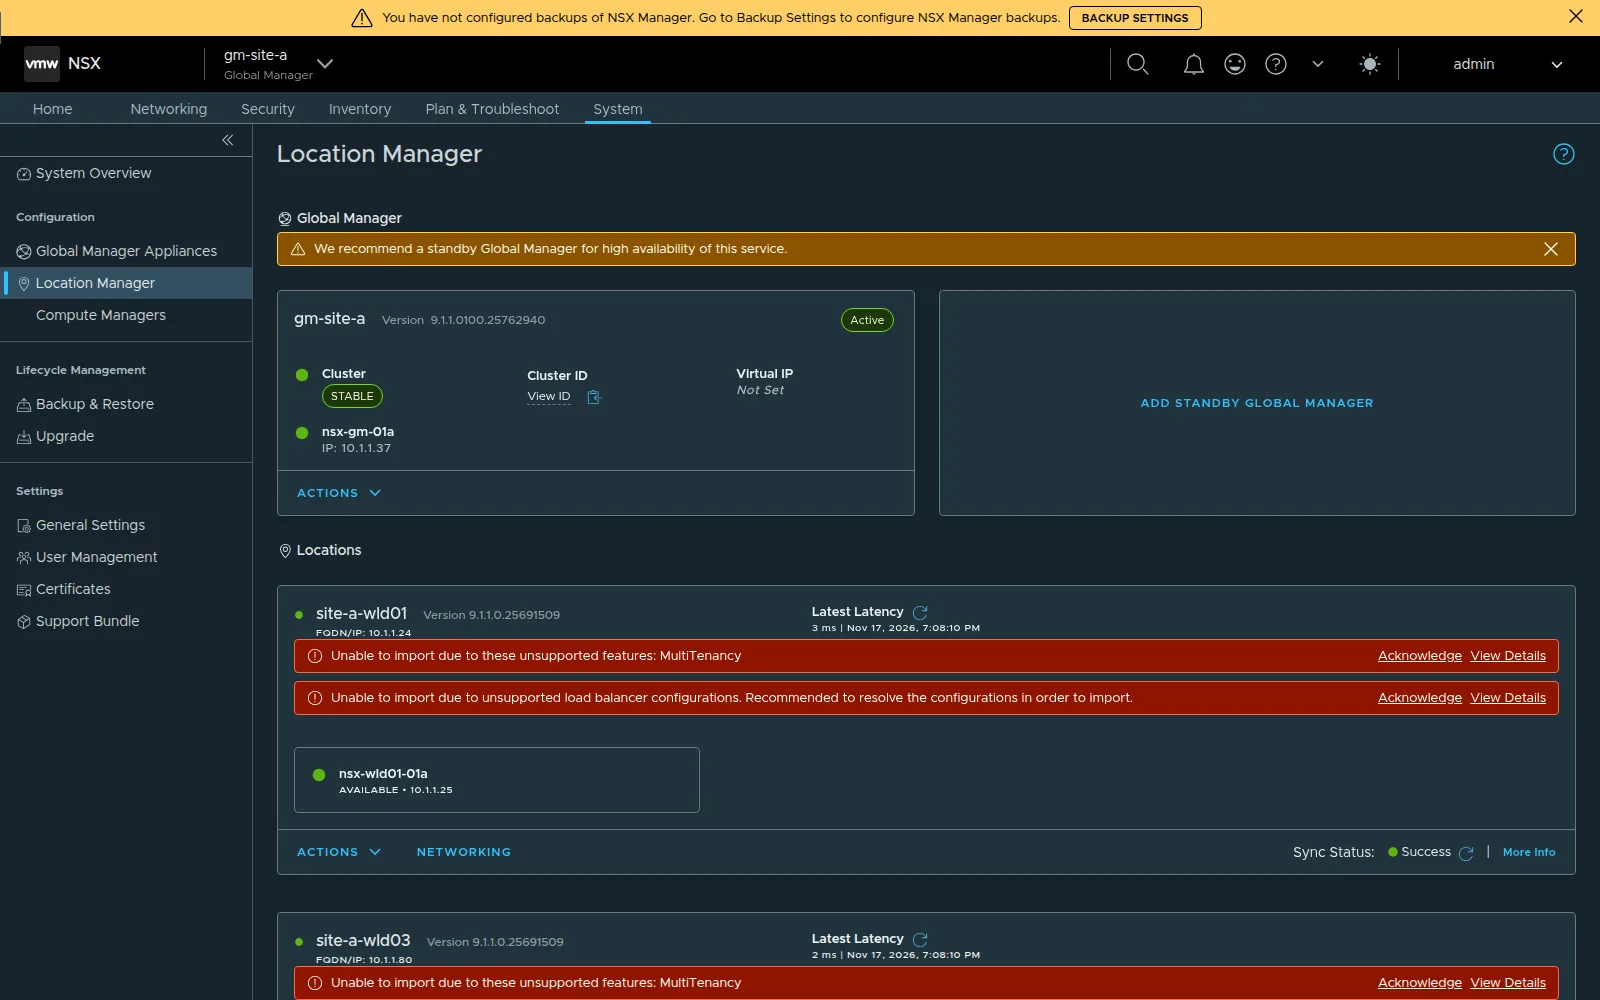 You have not configured backups of NSX Manager. Go to Backup Settings to configure NSX Manager backups. BACKUP SETTINGS
vmw NSX
gm-site-a
Global Manager
admin
Home Networking Security Inventory Plan & Troubleshoot System
System Overview
Configuration
Global Manager Appliances
Location Manager
Compute Managers
Lifecycle Management
Backup & Restore
Upgrade
Settings
General Settings
User Management
Certificates
Support Bundle
Location Manager
Global Manager
We recommend a standby Global Manager for high availability of this service.
gm-site-a Version 9.1.1.0100.25762940 Active
Cluster
STABLE
Cluster ID
View ID
Virtual IP
Not Set
nsx-gm-01a
IP: 10.1.1.37
ACTIONS
ADD STANDBY GLOBAL MANAGER
Locations
site-a-wld01 Version 9.1.1.0.25691509
FQDN/IP: 10.1.1.24
Latest Latency
3 ms | Nov 17, 2026, 7:08:10 PM
Unable to import due to these unsupported features: MultiTenancy Acknowledge View Details
Unable to import due to unsupported load balancer configurations. Recommended to resolve the configurations in order to import. Acknowledge View Details
nsx-wld01-01a
AVAILABLE • 10.1.1.25
ACTIONS NETWORKING Sync Status: Success | More Info
site-a-wld03 Version 9.1.1.0.25691509
FQDN/IP: 10.1.1.80
Latest Latency
2 ms | Nov 17, 2026, 7:08:10 PM
Unable to import due to these unsupported features: MultiTenancy Acknowledge View Details